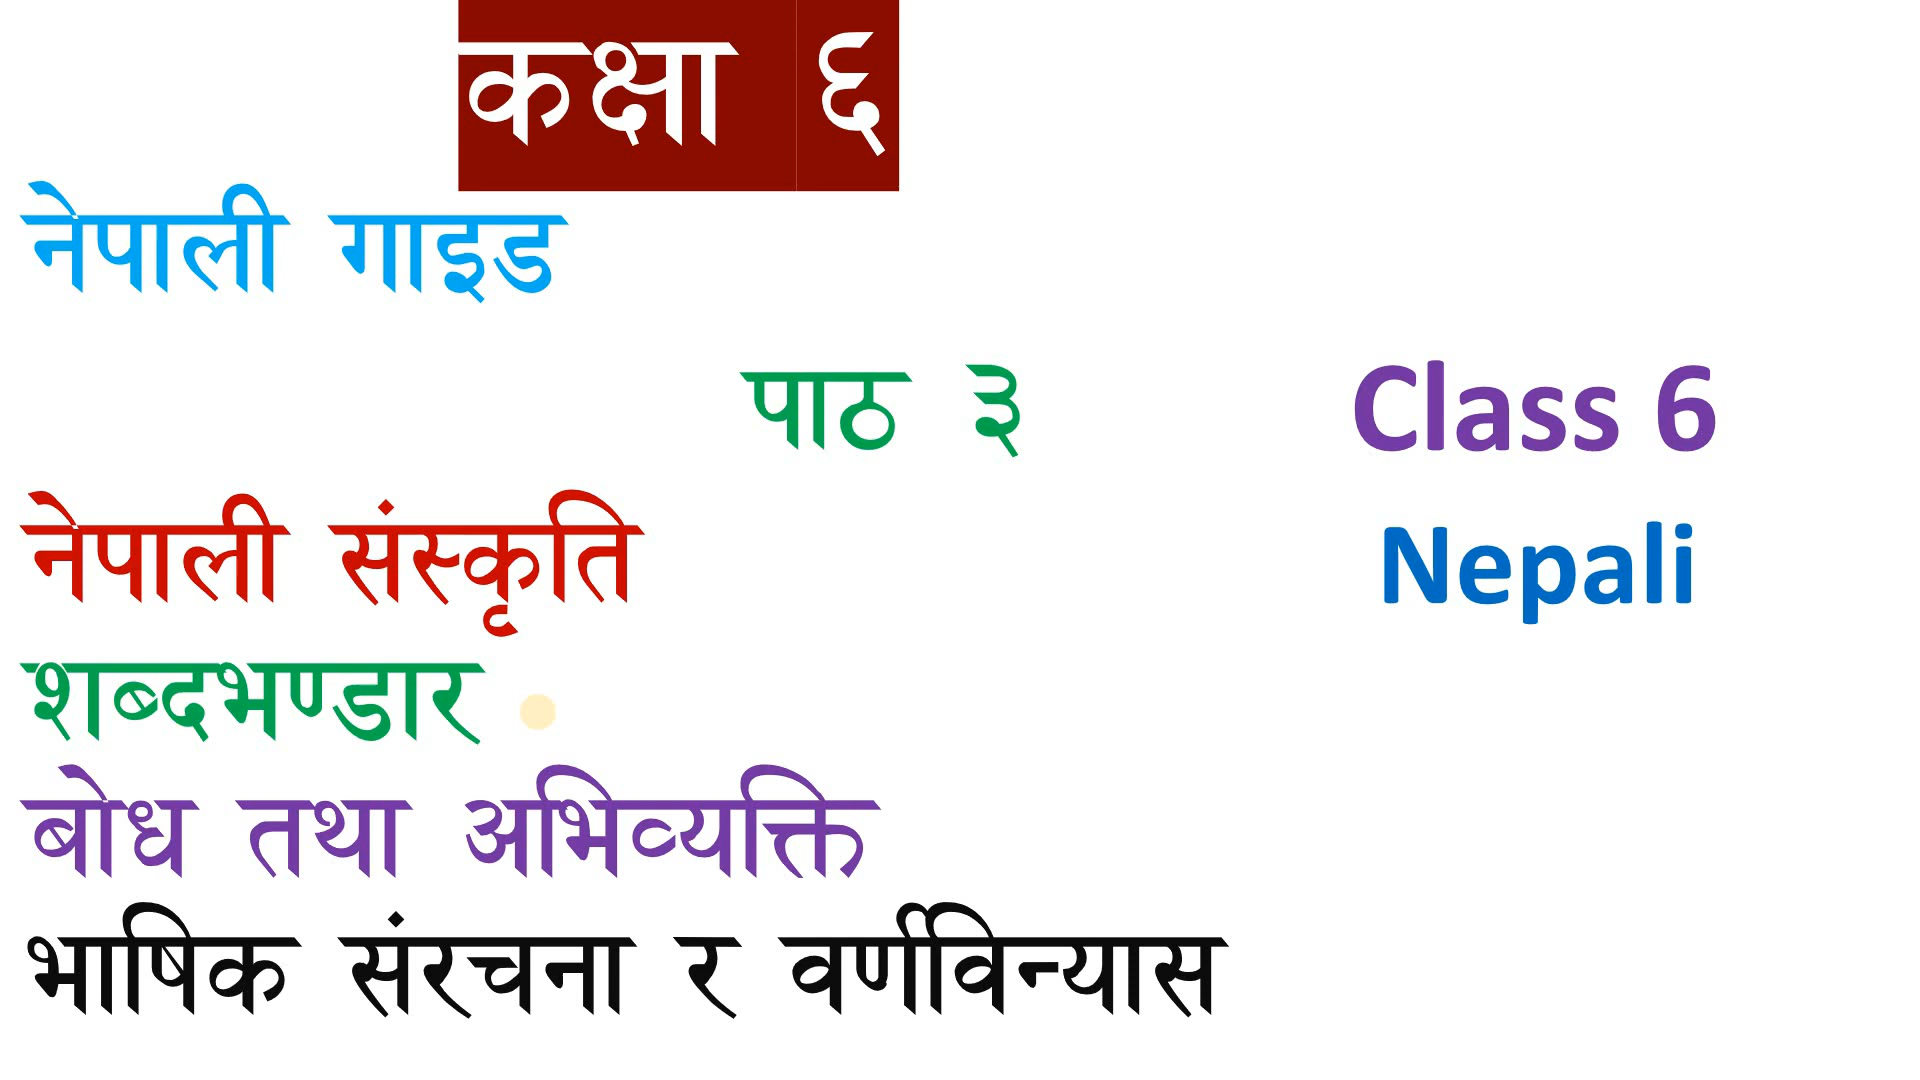 कक्षा ६
नेपाली गाइड
पाठ ३
Class 6
नेपाली संस्कृति
Nepali
शब्दभण्डार
बोध तथा अभिव्यक्ति
भाषिक संरचना र वर्णविन्यास